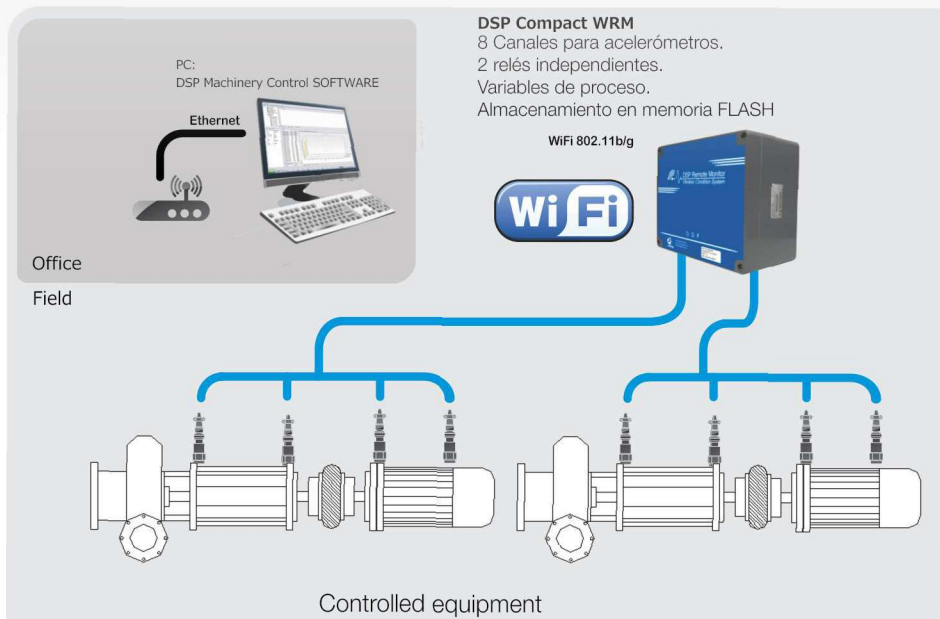 PC:
DSP Machinery Control SOFTWARE
Ethernet
Office
Field
DSP Compact WRM
8 Canales para acelerómetros.
2 relés independientes.
Variables de proceso.
Almacenamiento en memoria FLASH
WiFi 802.11b/g
WiFi
DSP Remote Monitor
Controlled equipment